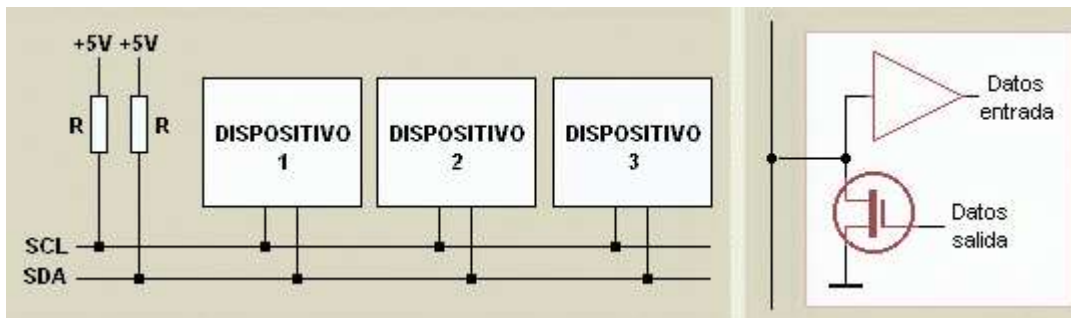 +5V +5V
R
R
DISPOSITIVO
1
DISPOSITIVO
2
DISPOSITIVO
3
SCL
SDA
Datos
entrada
Datos
salida